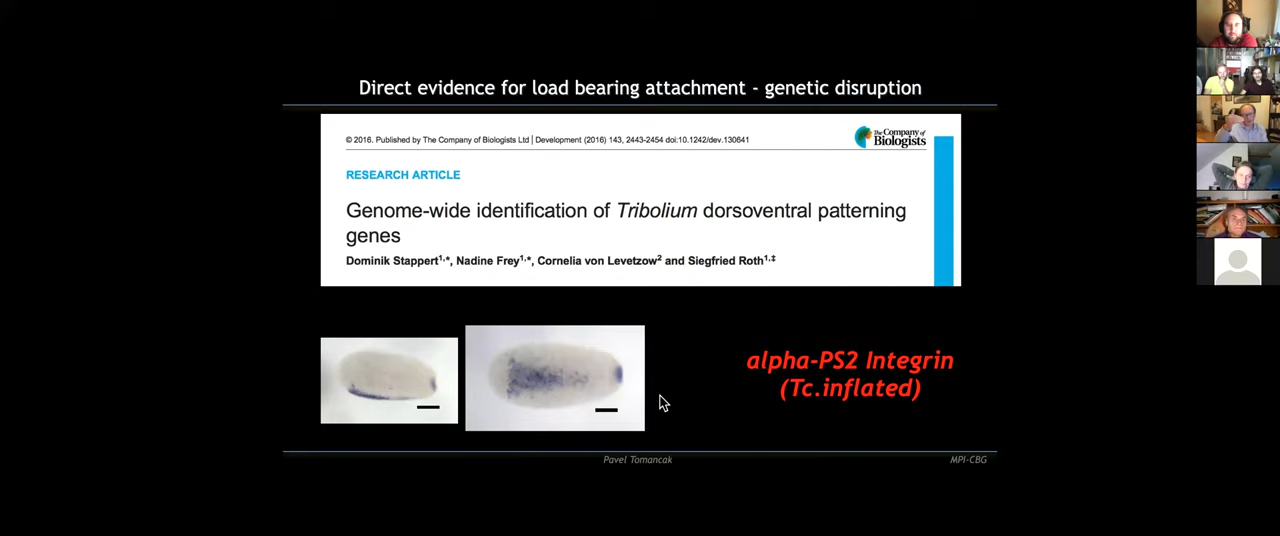 Direct evidence for load bearing attachment - genetic disruption
© 2016. Published by The Company of Biologists Ltd | Development (2016) 143, 2443-2454 doi:10.1242/dev.130641
The Company of
Biologists
RESEARCH ARTICLE
Genome-wide identification of Tribolium dorsoventral patterning
genes
Dominik Stappert1,*, Nadine Frey1,*, Cornelia von Levetzow2 and Siegfried Roth1,‡
alpha-PS2 Integrin
(Tc.inflated)
Pavel Tomancak
MPI-CBG